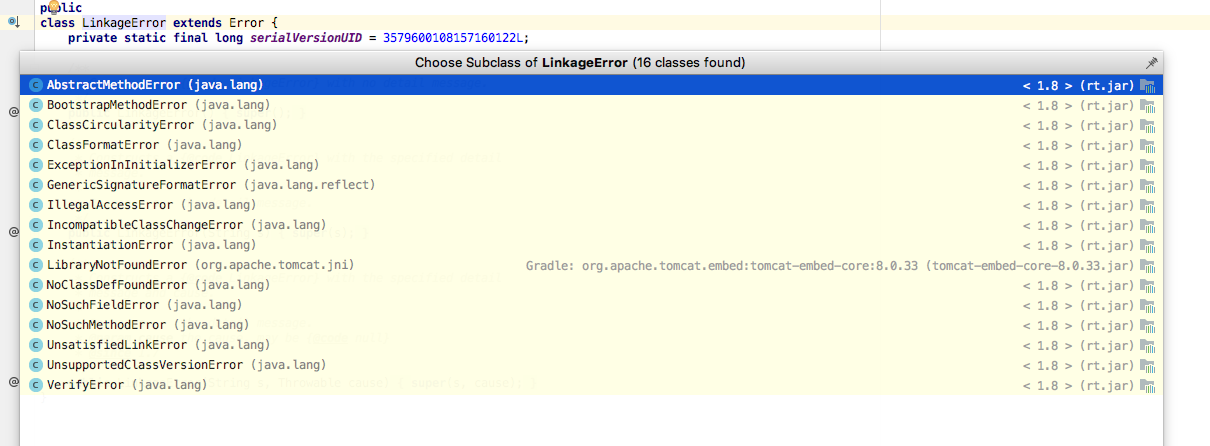 public
class LinkageError extends Error {
private static final long serialVersionUID = 3579600108157160122L;
Choose Subclass of LinkageError (16 classes found)
AbstractMethodError (java.lang) < 1.8 > (rt.jar)
BootstrapMethodError (java.lang) < 1.8 > (rt.jar)
ClassCircularityError (java.lang) < 1.8 > (rt.jar)
ClassFormatError (java.lang) < 1.8 > (rt.jar)
ExceptionInInitializerError (java.lang) < 1.8 > (rt.jar)
GenericSignatureFormatError (java.lang.reflect) < 1.8 > (rt.jar)
IllegalAccessError (java.lang) < 1.8 > (rt.jar)
IncompatibleClassChangeError (java.lang) < 1.8 > (rt.jar)
InstantiationError (java.lang) < 1.8 > (rt.jar)
LibraryNotFoundError (org.apache.tomcat.jni) Gradle: org.apache.tomcat.embed:tomcat-embed-core:8.0.33 (tomcat-embed-core-8.0.33.jar)
NoClassDefFoundError (java.lang) < 1.8 > (rt.jar)
NoSuchFieldError (java.lang) < 1.8 > (rt.jar)
NoSuchMethodError (java.lang) < 1.8 > (rt.jar)
UnsatisfiedLinkError (java.lang) < 1.8 > (rt.jar)
UnsupportedClassVersionError (java.lang) < 1.8 > (rt.jar)
VerifyError (java.lang) < 1.8 > (rt.jar)